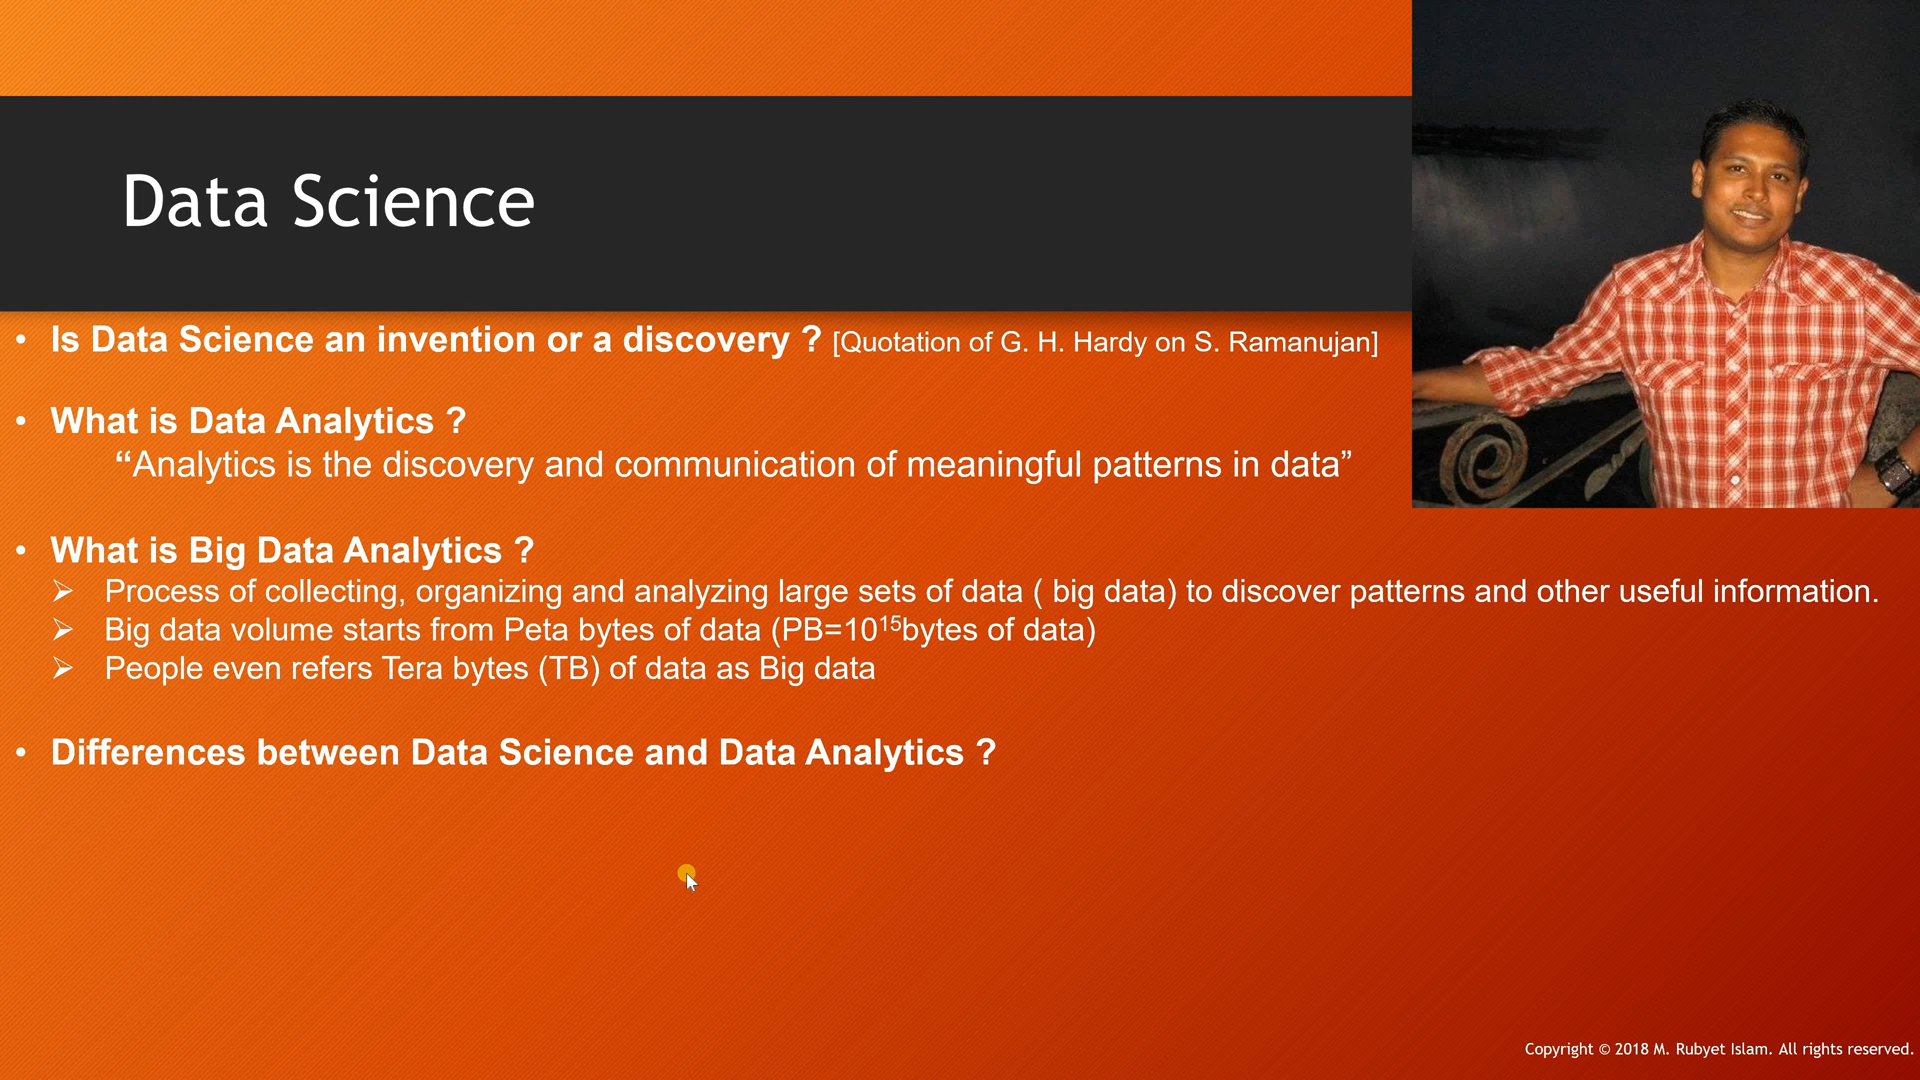 Data Science
• Is Data Science an invention or a discovery ? [Quotation of G. H. Hardy on S. Ramanujan]
• What is Data Analytics ?
“Analytics is the discovery and communication of meaningful patterns in data”
• What is Big Data Analytics ?
➢ Process of collecting, organizing and analyzing large sets of data ( big data) to discover patterns and other useful information.
➢ Big data volume starts from Peta bytes of data (PB=10¹⁵bytes of data)
➢ People even refers Tera bytes (TB) of data as Big data
• Differences between Data Science and Data Analytics ?
Copyright © 2018 M. Rubyet Islam. All rights reserved.